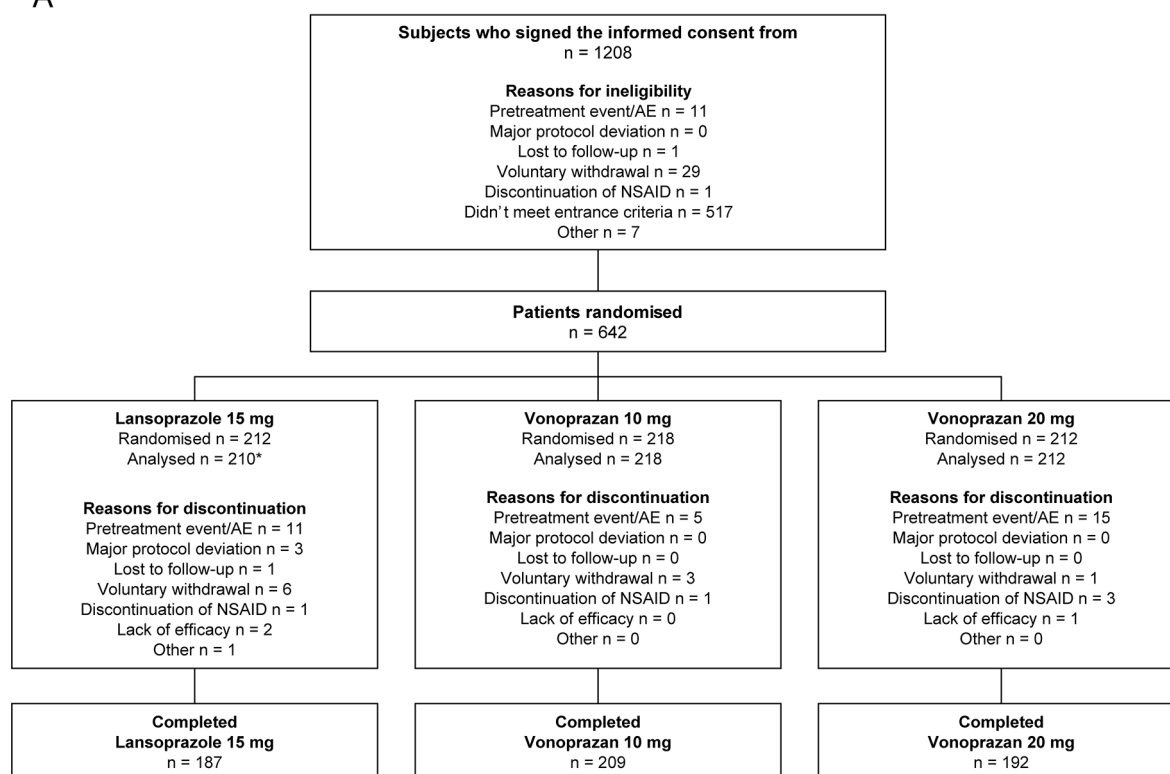 A
Subjects who signed the informed consent from
n = 1208
Reasons for ineligibility
Pretreatment event/AE n = 11
Major protocol deviation n = 0
Lost to follow-up n = 1
Voluntary withdrawal n = 29
Discontinuation of NSAID n = 1
Didn't meet entrance criteria n = 517
Other n = 7
Patients randomised
n = 642
Lansoprazole 15 mg
Randomised n = 212
Analysed n = 210*
Reasons for discontinuation
Pretreatment event/AE n = 11
Major protocol deviation n = 3
Lost to follow-up n = 1
Voluntary withdrawal n = 6
Discontinuation of NSAID n = 1
Lack of efficacy n = 2
Other n = 1
Vonoprazan 10 mg
Randomised n = 218
Analysed n = 218
Reasons for discontinuation
Pretreatment event/AE n = 5
Major protocol deviation n = 0
Lost to follow-up n = 0
Voluntary withdrawal n = 3
Discontinuation of NSAID n = 1
Lack of efficacy n = 0
Other n = 0
Vonoprazan 20 mg
Randomised n = 212
Analysed n = 212
Reasons for discontinuation
Pretreatment event/AE n = 15
Major protocol deviation n = 0
Lost to follow-up n = 0
Voluntary withdrawal n = 1
Discontinuation of NSAID n = 3
Lack of efficacy n = 1
Other n = 0
Completed
Lansoprazole 15 mg
n = 187
Completed
Vonoprazan 10 mg
n = 209
Completed
Vonoprazan 20 mg
n = 192